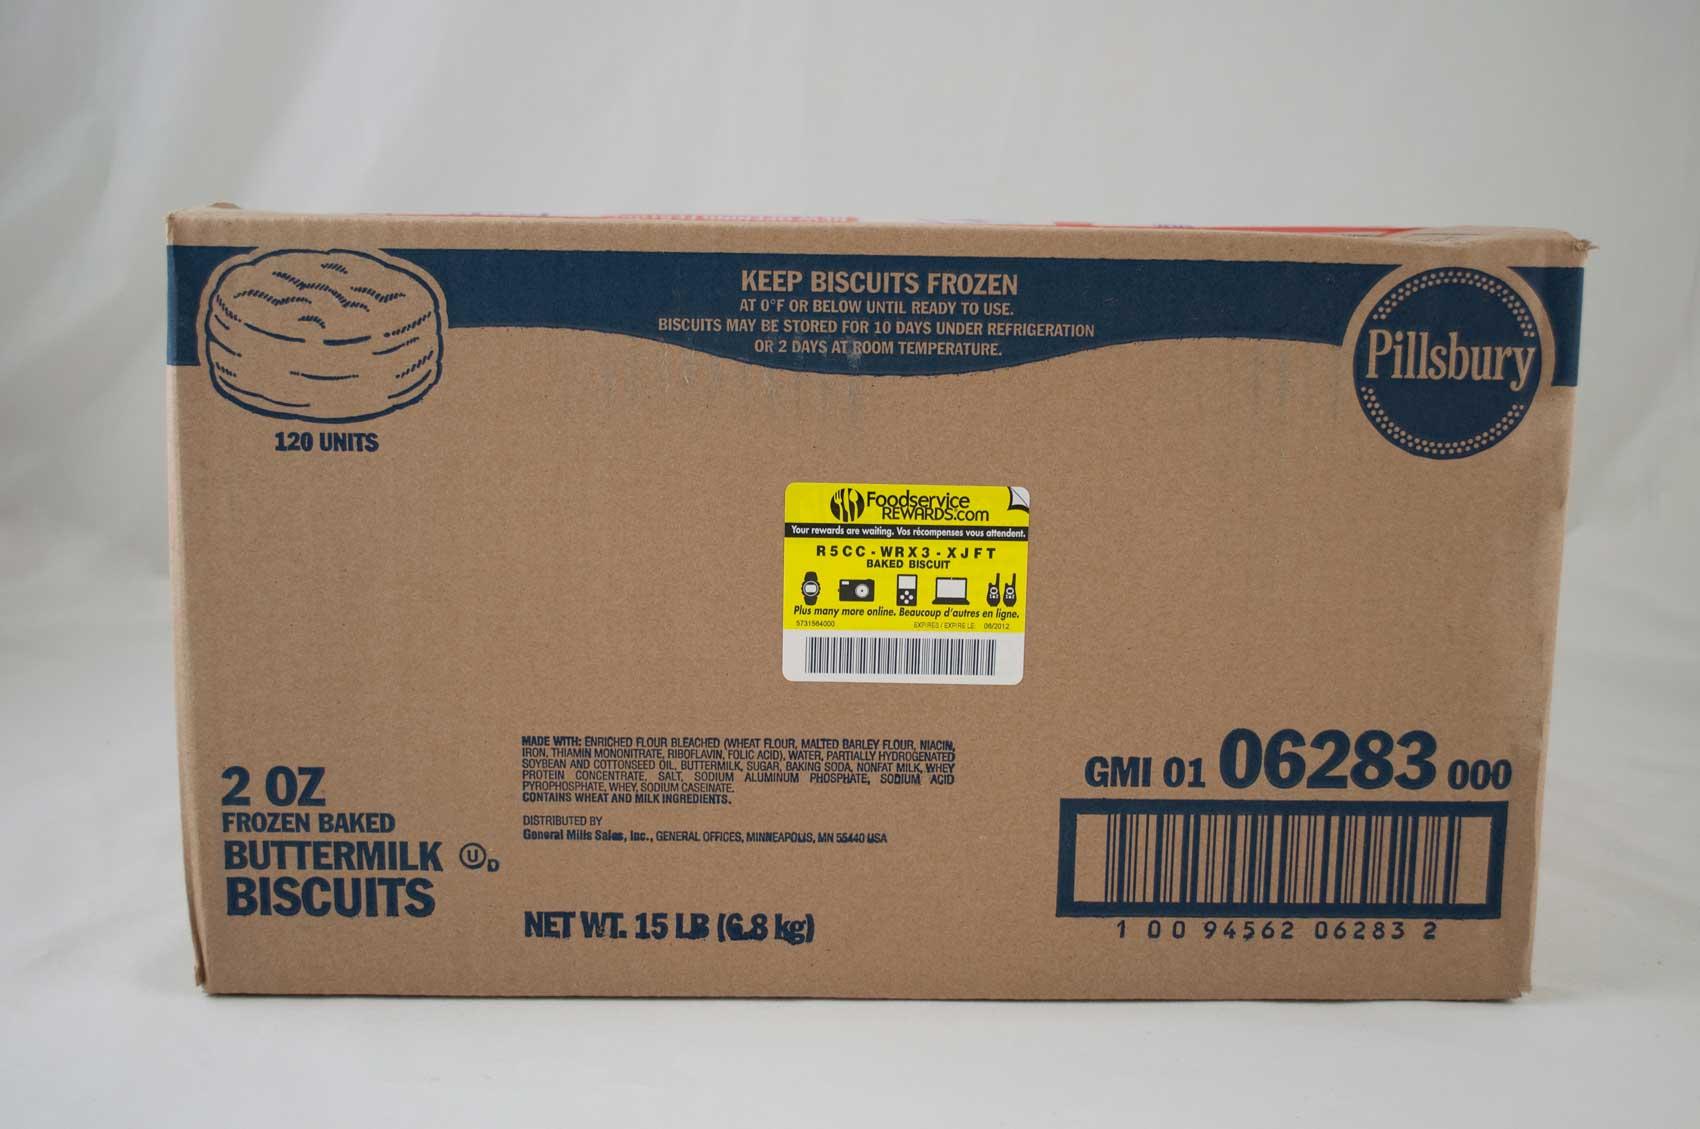 KEEP BISCUITS FROZEN
AT 0°F OR BELOW UNTIL READY TO USE.
BISCUITS MAY BE STORED FOR 10 DAYS UNDER REFRIGERATION
OR 2 DAYS AT ROOM TEMPERATURE.
Pillsbury
120 UNITS
Foodservice
REWARDS.com
Your rewards are waiting. Vos récompenses vous attendent.
R5CC-WRX3-XJFT
BAKED BISCUIT
Plus many more online. Beaucoup d'autres en ligne.
5731564000 EXPIRES / EXPIRE LE: 06/2012
2 OZ
FROZEN BAKED
BUTTERMILK U D
BISCUITS
MADE WITH: ENRICHED FLOUR BLEACHED (WHEAT FLOUR, MALTED BARLEY FLOUR, NIACIN,
IRON, THIAMIN MONONITRATE, RIBOFLAVIN, FOLIC ACID), WATER, PARTIALLY HYDROGENATED
SOYBEAN AND COTTONSEED OIL, BUTTERMILK, SUGAR, BAKING SODA, NONFAT MILK, WHEY
PROTEIN CONCENTRATE, SALT, SODIUM ALUMINUM PHOSPHATE, SODIUM ACID
PYROPHOSPHATE, WHEY, SODIUM CASEINATE.
CONTAINS WHEAT AND MILK INGREDIENTS.
DISTRIBUTED BY
General Mills Sales, Inc., GENERAL OFFICES, MINNEAPOLIS, MN 55440 USA
NET WT. 15 LB (6.8 kg)
GMI 01 06283 000
1 00 94562 06283 2